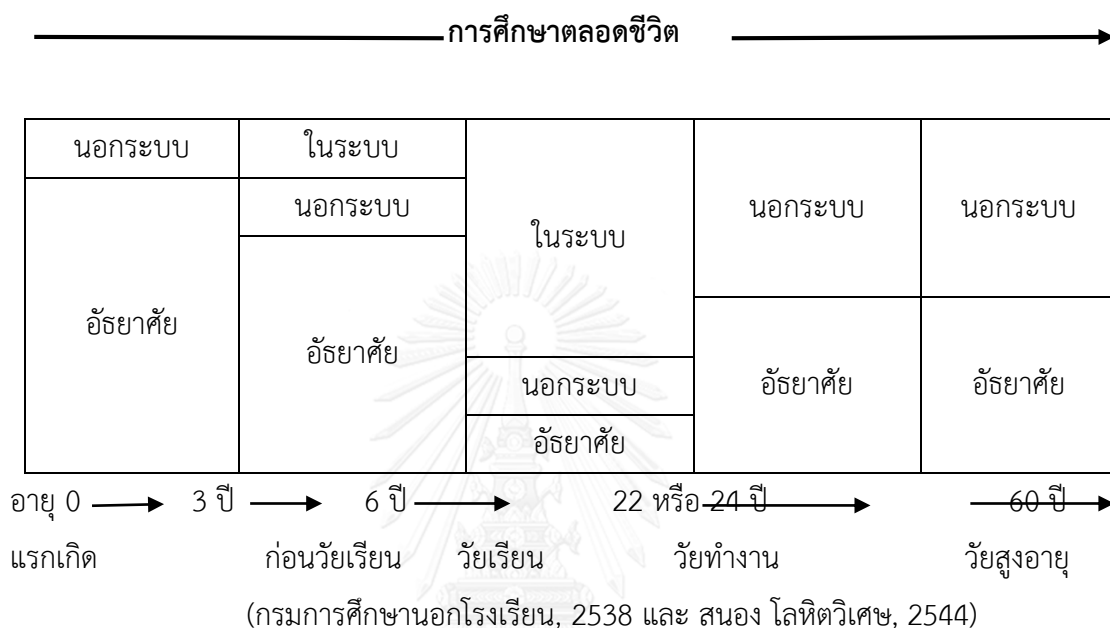 การศึกษาตลอดชีวิต
นอกระบบ ในระบบ
นอกระบบ
ในระบบ
นอกระบบ นอกระบบ
อัธยาศัย
อัธยาศัย
นอกระบบ
อัธยาศัย
อัธยาศัย อัธยาศัย
อายุ 0 3 ปี 6 ปี 22 หรือ 24 ปี 60 ปี
แรกเกิด ก่อนวัยเรียน วัยเรียน วัยทำงาน วัยสูงอายุ
(กรมการศึกษานอกโรงเรียน, 2538 และ สนอง โลหิตวิเศษ, 2544)